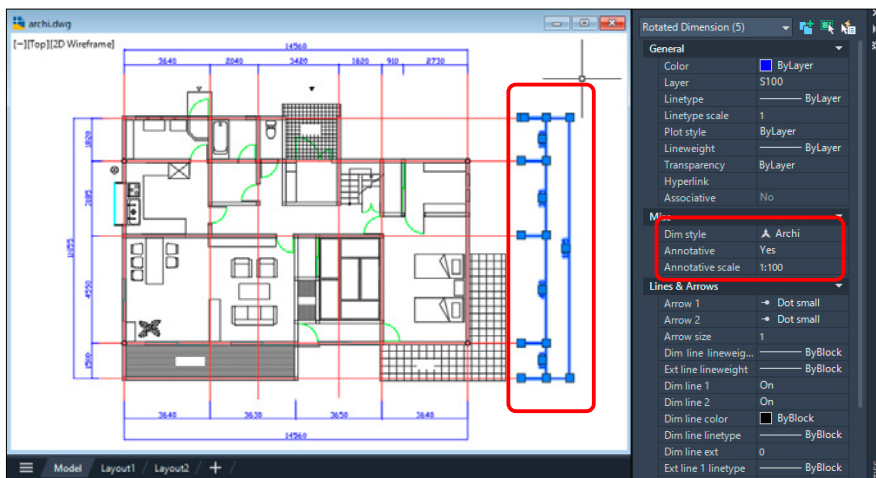 archi.dwg
[−][Top][2D Wireframe]
14560
3640 2040 3420 1820 910 2730
1820
2185
11055
4550
1500
3640 3630 3650 3640
14560
Model Layout1 Layout2 +
Rotated Dimension (5)
General
Color ByLayer
Layer S100
Linetype ByLayer
Linetype scale 1
Plot style ByLayer
Lineweight ByLayer
Transparency ByLayer
Hyperlink
Associative No
Misc
Dim style Archi
Annotative Yes
Annotative scale 1:100
Lines & Arrows
Arrow 1 Dot small
Arrow 2 Dot small
Arrow size 1
Dim line lineweig... ByBlock
Ext line lineweight ByBlock
Dim line 1 On
Dim line 2 On
Dim line color ByBlock
Dim line linetype ByBlock
Dim line ext 0
Ext line 1 linetype ByBlock